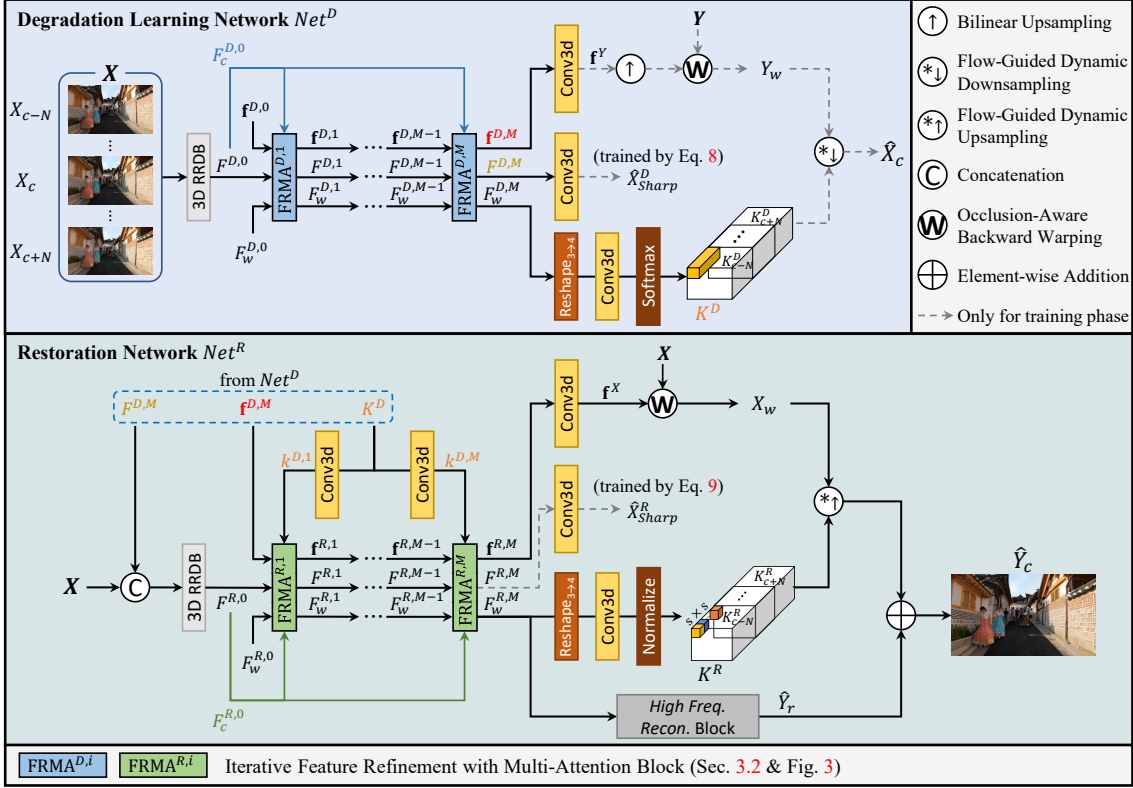 Degradation Learning Network Net^D
X
X_{c-N}
⋮
X_c
⋮
X_{c+N}
F_c^{D,0}
3D RRDB
F^{D,0}
f^{D,0}
F_w^{D,0}
FRMA^{D,1}
f^{D,1} ⋯ f^{D,M-1}
F^{D,1} ⋯ F^{D,M-1}
F_w^{D,1} ⋯ F_w^{D,M-1}
FRMA^{D,M}
f^{D,M}
F^{D,M}
F_w^{D,M}
Conv3d
f^Y
↑
Y
W
Y_w
Conv3d
(trained by Eq. 8)
X̂_{Sharp}^D
Reshape_{3→4}
Conv3d
Softmax
K_{c+N}^D
⋱
K_{c-N}^D
K^D
*↓
X̂_c
↑ Bilinear Upsampling
*↓ Flow-Guided Dynamic
Downsampling
*↑ Flow-Guided Dynamic
Upsampling
C Concatenation
W Occlusion-Aware
Backward Warping
Element-wise Addition
Only for training phase
Restoration Network Net^R
from Net^D
F^{D,M} f^{D,M} K^D
k^{D,1} Conv3d Conv3d k^{D,M}
X
C
3D RRDB
F^{R,0}
F_w^{R,0}
F_c^{R,0}
FRMA^{R,1}
f^{R,1} ⋯ f^{R,M-1}
F^{R,1} ⋯ F^{R,M-1}
F_w^{R,1} ⋯ F_w^{R,M-1}
FRMA^{R,M}
f^{R,M}
F^{R,M}
F_w^{R,M}
Conv3d
f^X
X
W
X_w
Conv3d
(trained by Eq. 9)
X̂_{Sharp}^R
Reshape_{3→4}
Conv3d
Normalize
s + s
K_{c+N}^R
⋮
K_{c-N}^R
K^R
*↑
High Freq.
Recon. Block
Ŷ_r
Ŷ_c
FRMA^{D,i} FRMA^{R,i} Iterative Feature Refinement with Multi-Attention Block (Sec. 3.2 & Fig. 3)